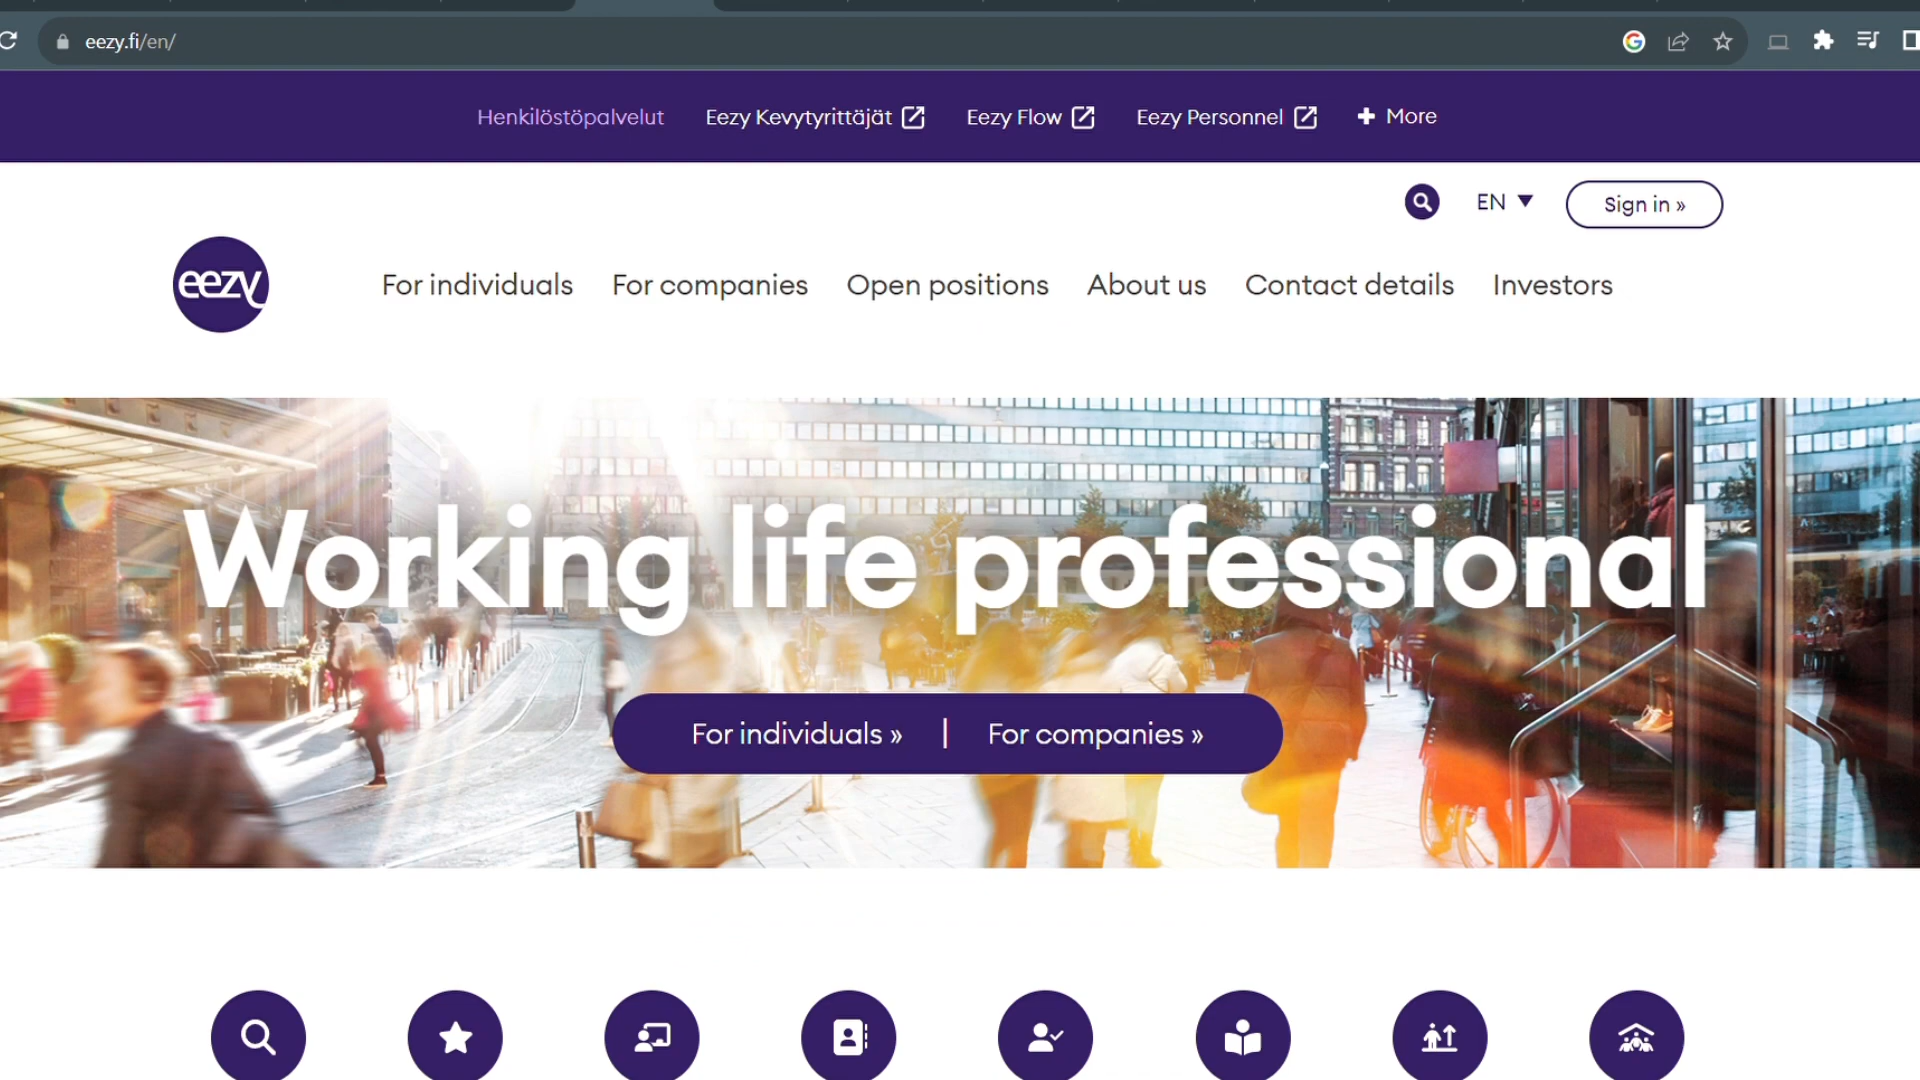 eezy.fi/en/
Henkilöstöpalvelut Eezy Kevytyrittäjät Eezy Flow Eezy Personnel More
EN Sign in »
eezy For individuals For companies Open positions About us Contact details Investors
Working life professional
For individuals » | For companies »